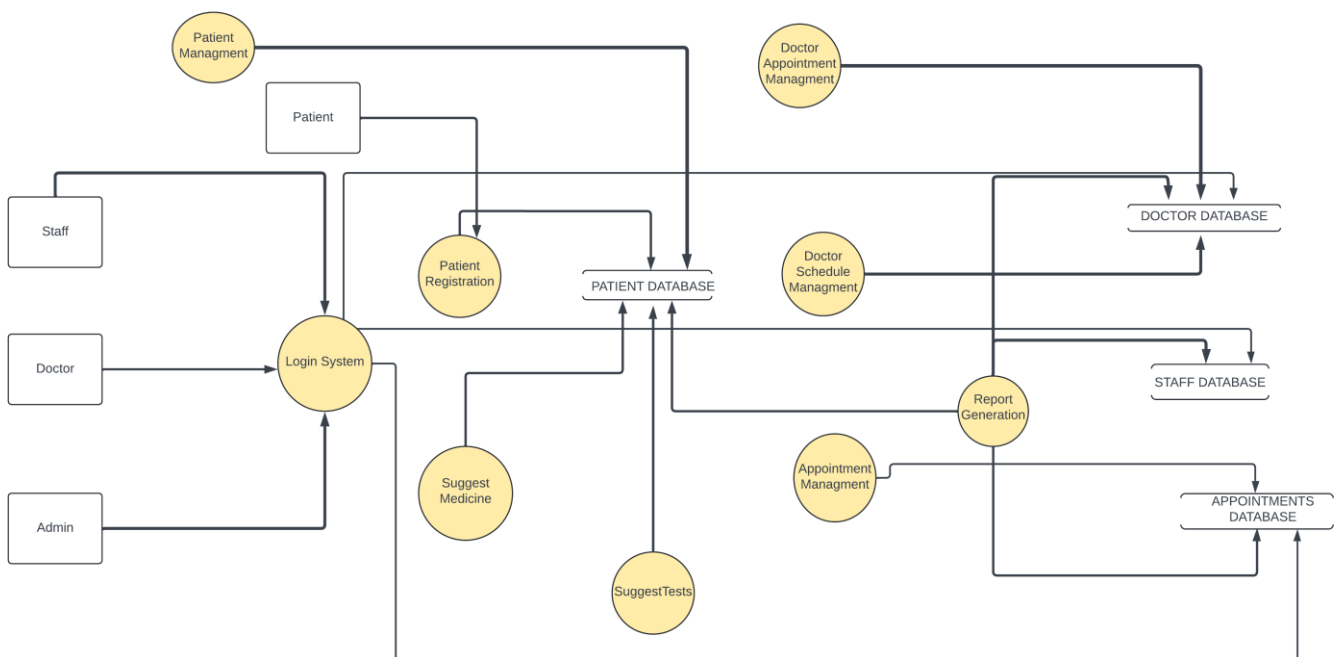 Patient
Managment
Doctor
Appointment
Managment
Patient
Staff
DOCTOR DATABASE
Patient
Registration
Doctor
Schedule
Managment
PATIENT DATABASE
Doctor
Login System
STAFF DATABASE
Report
Generation
Suggest
Medicine
Appointment
Managment
Admin
APPOINTMENTS
DATABASE
SuggestTests